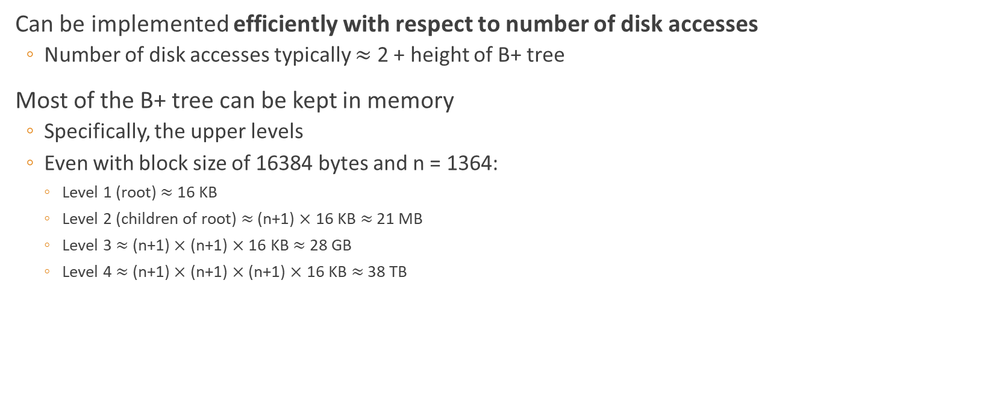 Can be implemented efficiently with respect to number of disk accesses
◦ Number of disk accesses typically ≈ 2 + height of B+ tree
Most of the B+ tree can be kept in memory
◦ Specifically, the upper levels
◦ Even with block size of 16384 bytes and n = 1364:
◦ Level 1 (root) ≈ 16 KB
◦ Level 2 (children of root) ≈ (n+1) × 16 KB ≈ 21 MB
◦ Level 3 ≈ (n+1) × (n+1) × 16 KB ≈ 28 GB
◦ Level 4 ≈ (n+1) × (n+1) × (n+1) × 16 KB ≈ 38 TB